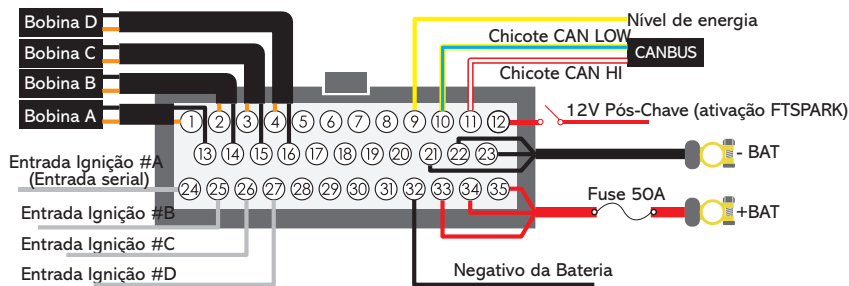 Bobina D
Bobina C
Bobina B
Bobina A
Nível de energia
Chicote CAN LOW
CANBUS
Chicote CAN HI
12V Pós-Chave (ativação FTSPARK)
1 2 3 4 5 6 7 8 9 10 11 12
13 14 15 16 17 18 19 20 21 22 23
24 25 26 27 28 29 30 31 32 33 34 35
- BAT
Fuse 50A
+BAT
Entrada Ignição #A
(Entrada serial)
Entrada Ignição #B
Entrada Ignição #C
Entrada Ignição #D
Negativo da Bateria